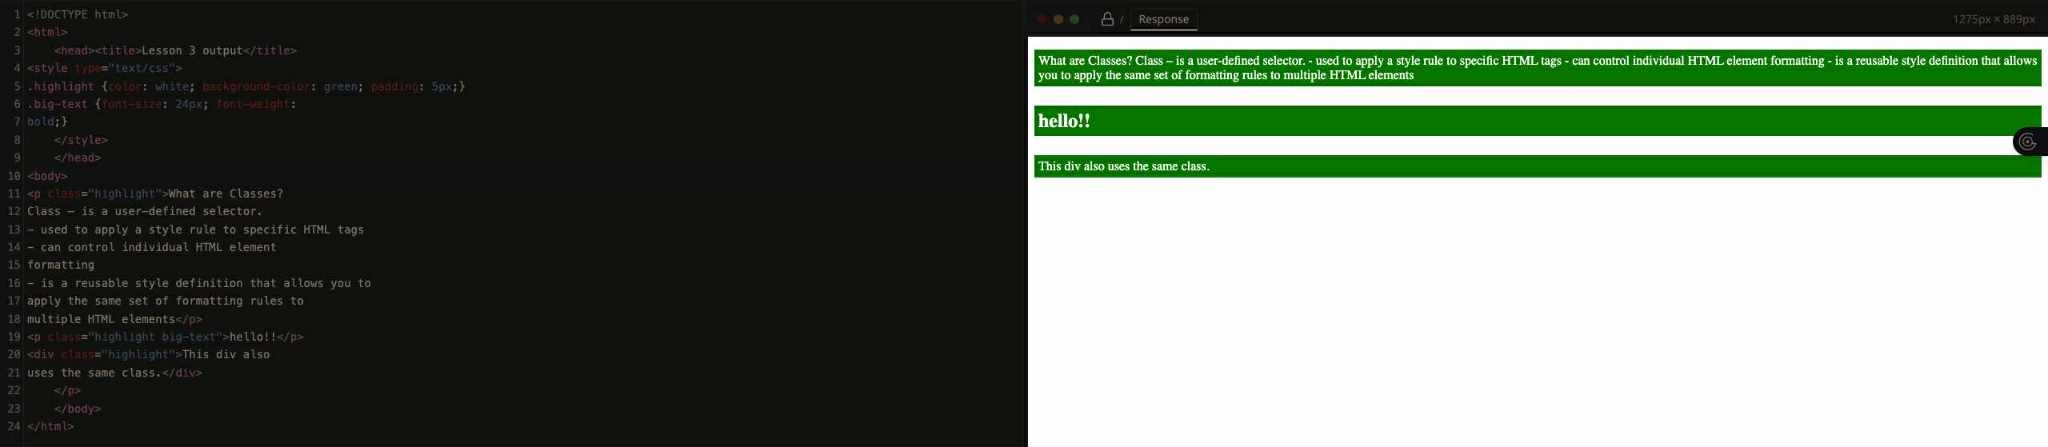 1 <!DOCTYPE html>
2 <html>
3     <head><title>Lesson 3 output</title>
4 <style type="text/css">
5 .highlight {color: white; background-color: green; padding: 5px;}
6 .big-text {font-size: 24px; font-weight:
7 bold;}
8     </style>
9     </head>
10 <body>
11 <p class="highlight">What are Classes?
12 Class – is a user-defined selector.
13 - used to apply a style rule to specific HTML tags
14 - can control individual HTML element
15 formatting
16 - is a reusable style definition that allows you to
17 apply the same set of formatting rules to
18 multiple HTML elements</p>
19 <p class="highlight big-text">hello!!</p>
20 <div class="highlight">This div also
21 uses the same class.</div>
22     </p>
23     </body>
24 </html>
/ Response 1275px × 889px
What are Classes? Class – is a user-defined selector. - used to apply a style rule to specific HTML tags - can control individual HTML element formatting - is a reusable style definition that allows
you to apply the same set of formatting rules to multiple HTML elements
hello!!
This div also uses the same class.